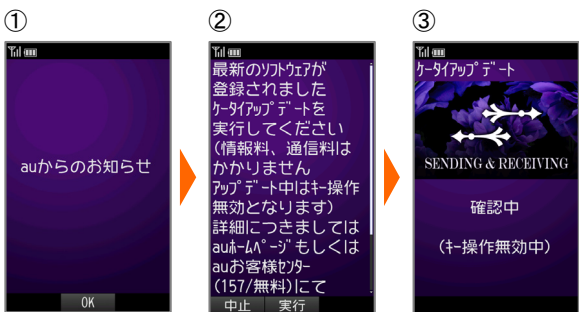 ①
auからのお知らせ
OK
②
最新のｿﾌﾄｳｪｱが
登録されました
ｹｰﾀｲｱｯﾌﾟﾃﾞｰﾄを
実行してください
(情報料、通信料は
かかりません
ｱｯﾌﾟﾃﾞｰﾄ中はｷｰ操作
無効となります)
詳細につきましては
auﾎｰﾑﾍﾟｰｼﾞもしくは
auお客様ｾﾝﾀｰ
(157/無料)にて
中止 実行
③
ｹｰﾀｲｱｯﾌﾟﾃﾞｰﾄ
SENDING & RECEIVING
確認中
(ｷｰ操作無効中)